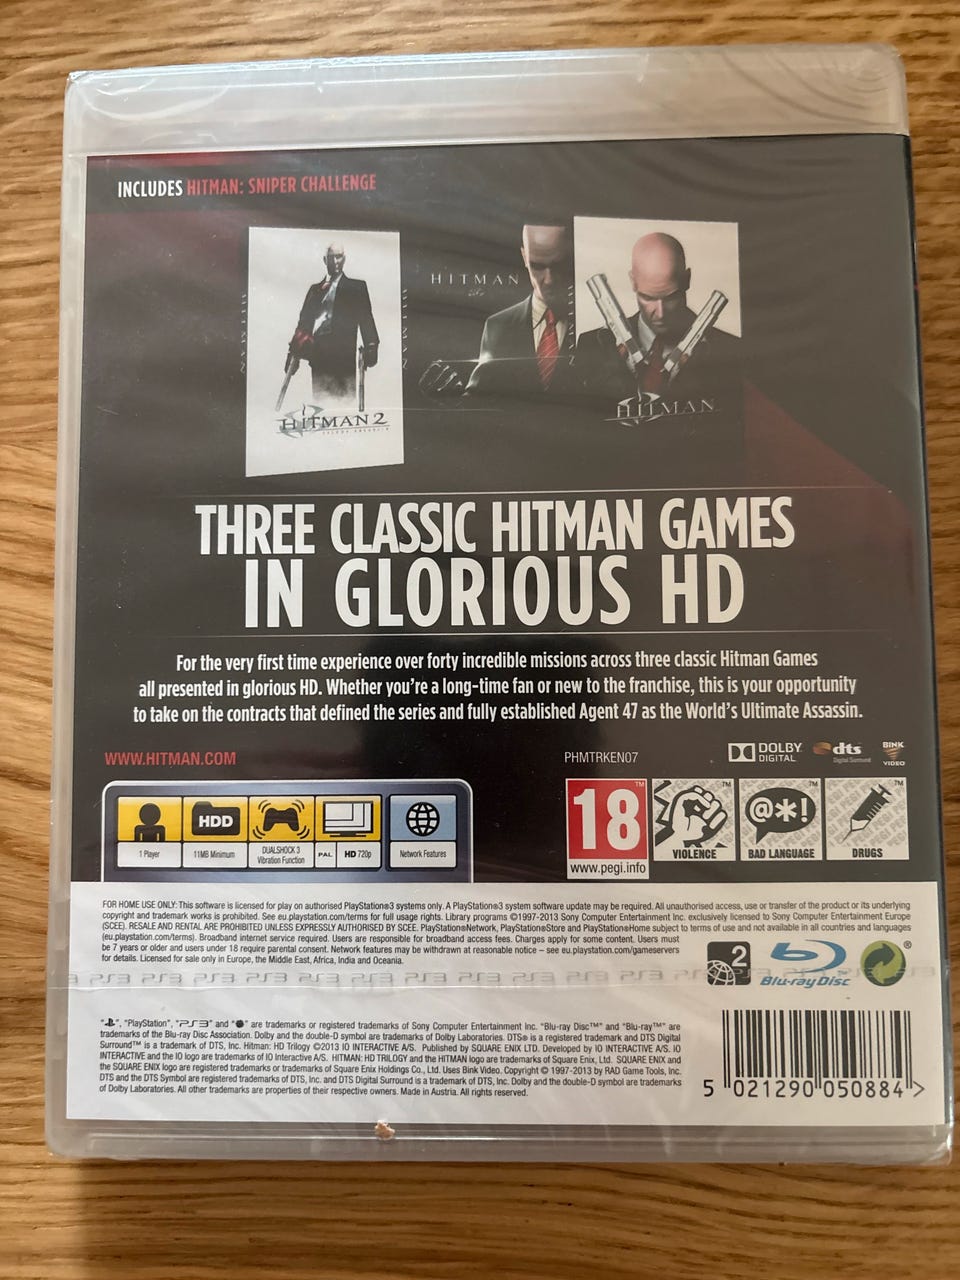 INCLUDES HITMAN: SNIPER CHALLENGE
HITMAN
HITMAN 2
HITMAN
THREE CLASSIC HITMAN GAMES
IN GLORIOUS HD
For the very first time experience over forty incredible missions across three classic Hitman Games
all presented in glorious HD. Whether you're a long-time fan or new to the franchise, this is your opportunity
to take on the contracts that defined the series and fully established Agent 47 as the World's Ultimate Assassin.
WWW.HITMAN.COM
PHMTRKEN07
DOLBY
DIGITAL
dts
Digital Surround
BINK
VIDEO
HDD
1 Player
11MB Minimum
DUALSHOCK 3
Vibration Function
PAL
HD 720p
Network Features
18™
www.pegi.info
VIOLENCE
@*!
BAD LANGUAGE
DRUGS
FOR HOME USE ONLY: This software is licensed for play on authorised PlayStation®3 systems only. A PlayStation®3 system software update may be required. All unauthorised access, use or transfer of the product or its underlying
copyright and trademark works is prohibited. See eu.playstation.com/terms for full usage rights. Library programs ©1997-2013 Sony Computer Entertainment Inc. exclusively licensed to Sony Computer Entertainment Europe
(SCEE). RESALE AND RENTAL ARE PROHIBITED UNLESS EXPRESSLY AUTHORISED BY SCEE. PlayStation®Network, PlayStation®Store and PlayStation®Home subject to terms of use and not available in all countries and languages
(eu.playstation.com/terms). Broadband internet service required. Users are responsible for broadband access fees. Charges apply for some content. Users must
be 7 years or older and users under 18 require parental consent. Network features may be withdrawn at reasonable notice – see eu.playstation.com/gameservers
for details. Licensed for sale only in Europe, the Middle East, Africa, India and Oceania.
2
Blu-ray Disc
®
PS3 PS3 PS3 PS3 PS3 PS3 PS3 PS3 PS3 PS3 PS3 PS3
"PlayStation", "PS3" and " " are trademarks or registered trademarks of Sony Computer Entertainment Inc. "Blu-ray Disc™" and "Blu-ray™" are
trademarks of the Blu-ray Disc Association. Dolby and the double-D symbol are trademarks of Dolby Laboratories. DTS® is a registered trademark and DTS Digital
Surround™ is a trademark of DTS, Inc. Hitman: HD Trilogy ©2013 IO INTERACTIVE A/S. Published by SQUARE ENIX LTD. Developed by IO INTERACTIVE A/S. IO
INTERACTIVE and the IO logo are trademarks of IO Interactive A/S. HITMAN: HD TRILOGY and the HITMAN logo are trademarks of Square Enix, Ltd. SQUARE ENIX and
the SQUARE ENIX logo are registered trademarks or trademarks of Square Enix Holdings Co., Ltd. Uses Bink Video. Copyright © 1997-2013 by RAD Game Tools, Inc.
DTS and the DTS Symbol are registered trademarks of DTS, Inc. and DTS Digital Surround is a trademark of DTS, Inc. Dolby and the double-D symbol are trademarks
of Dolby Laboratories. All other trademarks are properties of their respective owners. Made in Austria. All rights reserved.
5 021290 050884 >